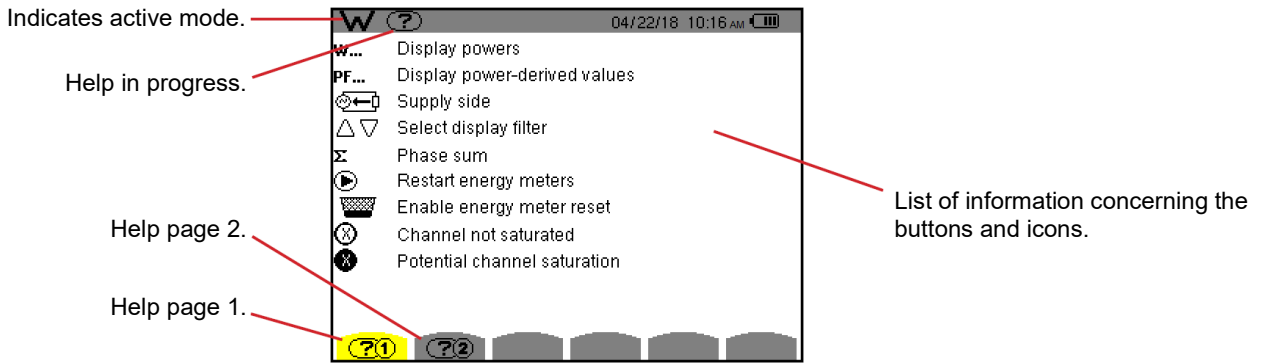 Indicates active mode.
W ? 04/22/18 10:16 AM
W... Display powers
Help in progress.
PF... Display power-derived values
Supply side
Select display filter
Σ Phase sum
Restart energy meters
List of information concerning the
buttons and icons.
Enable energy meter reset
Help page 2.
X Channel not saturated
X Potential channel saturation
Help page 1.
?1 ?2